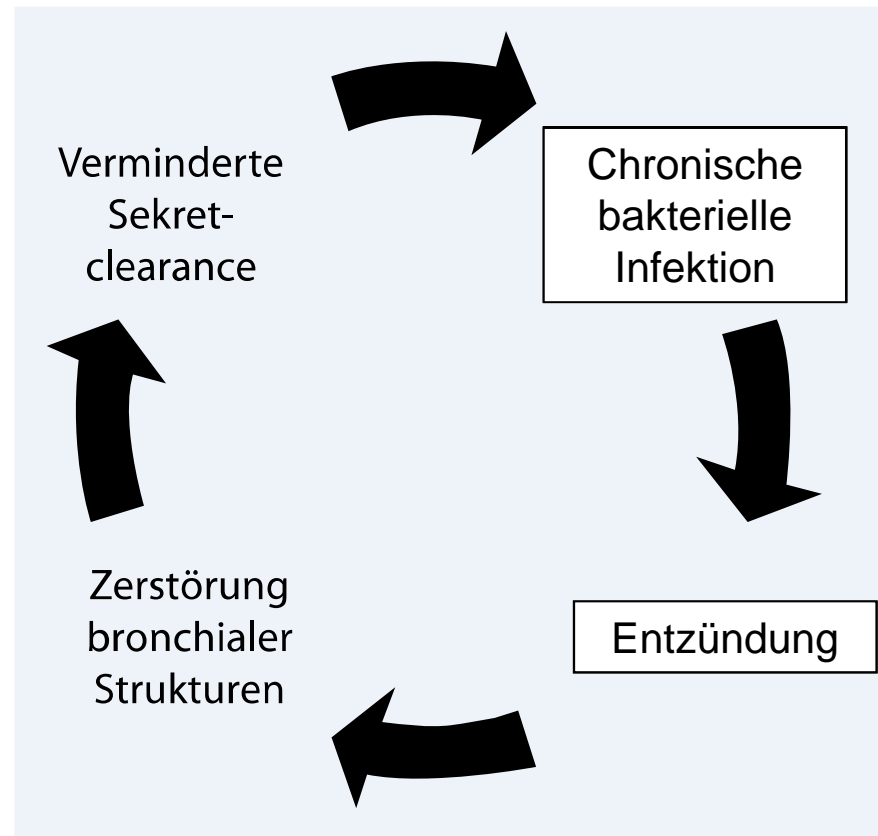 Verminderte
Sekret-
clearance
Chronische
bakterielle
Infektion
Zerstörung
bronchialer
Strukturen
Entzündung